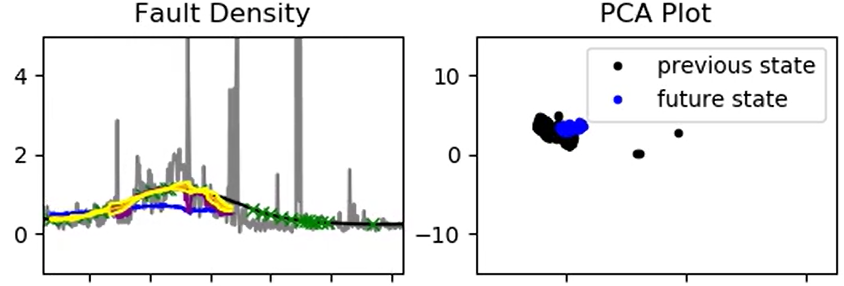 Fault Density
4
2
0
PCA Plot
10
0
−10
previous state
future state